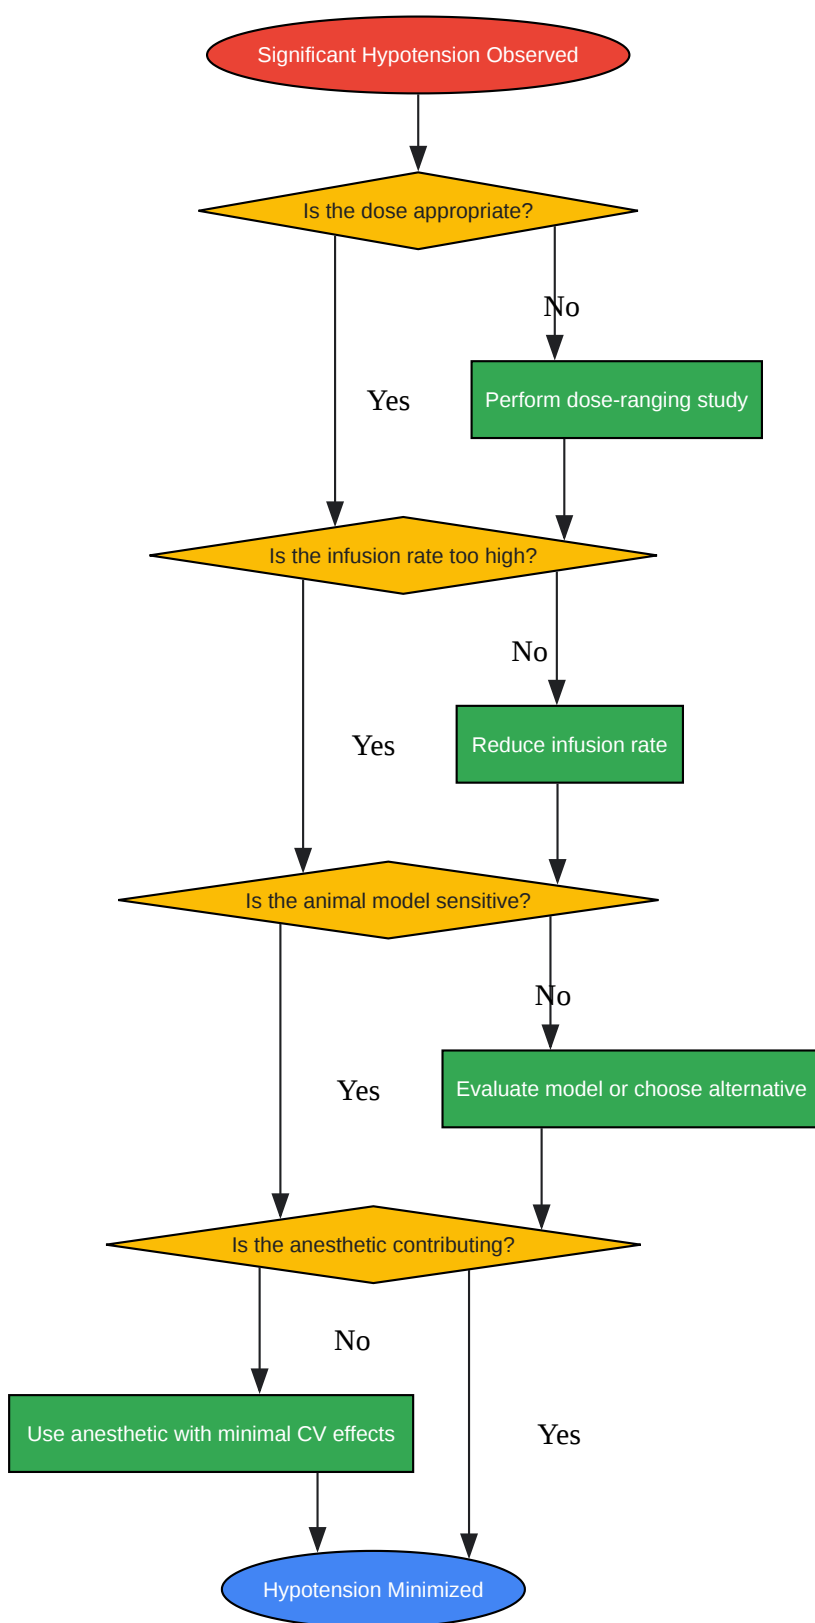 Significant Hypotension Observed
Is the dose appropriate?
No
Yes
Perform dose-ranging study
Is the infusion rate too high?
No
Yes
Reduce infusion rate
Is the animal model sensitive?
No
Yes
Evaluate model or choose alternative
Is the anesthetic contributing?
No
Use anesthetic with minimal CV effects
Yes
Hypotension Minimized